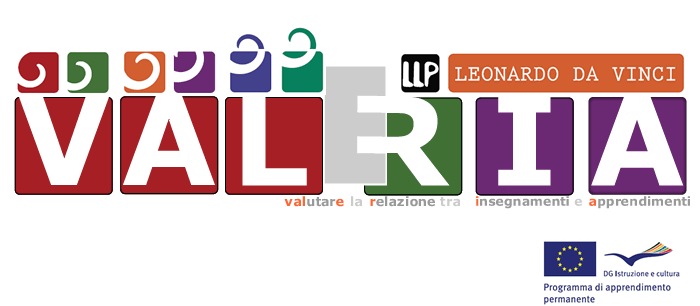 LLP LEONARDO DA VINCI
VALERIA
valutare la relazione tra insegnamenti e apprendimenti
DG Istruzione e cultura
Programma di apprendimento
permanente